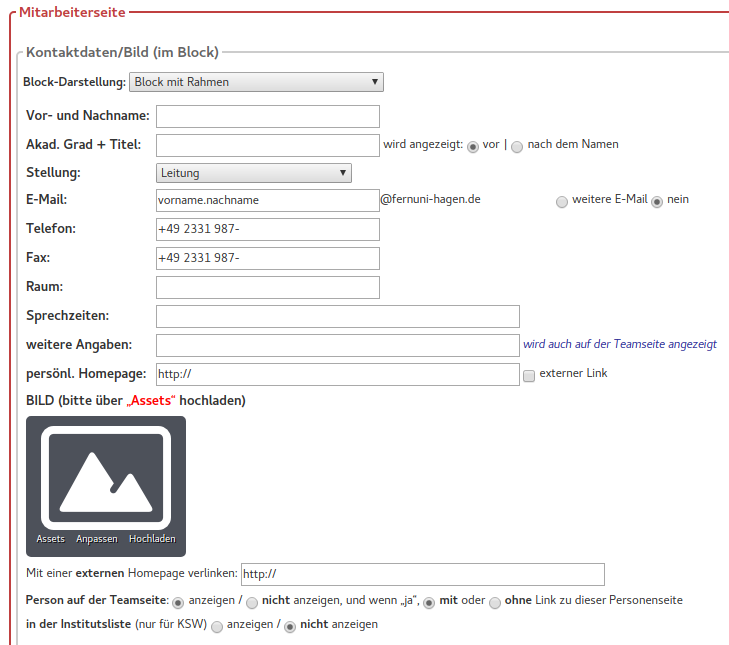 Mitarbeiterseite
Kontaktdaten/Bild (im Block)
Block-Darstellung: Block mit Rahmen
Vor- und Nachname:
Akad. Grad + Titel: wird angezeigt: vor | nach dem Namen
Stellung: Leitung
E-Mail: vorname.nachname @fernuni-hagen.de weitere E-Mail nein
Telefon: +49 2331 987-
Fax: +49 2331 987-
Raum:
Sprechzeiten:
weitere Angaben: wird auch auf der Teamseite angezeigt
persönl. Homepage: http:// externer Link
BILD (bitte über „Assets“ hochladen)
Assets Anpassen Hochladen
Mit einer externen Homepage verlinken: http://
Person auf der Teamseite: anzeigen / nicht anzeigen, und wenn „ja“, mit oder ohne Link zu dieser Personenseite
in der Institutsliste (nur für KSW) anzeigen / nicht anzeigen